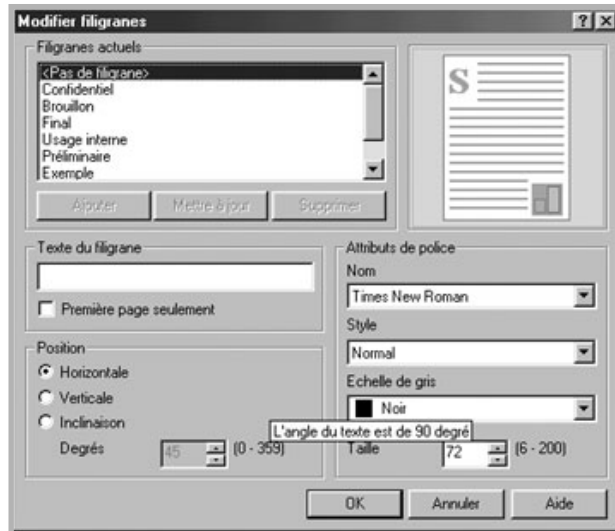 Modifier filigranes
Filigranes actuels
<Pas de filigrane>
Confidentiel
Brouillon
Final
Usage interne
Préliminaire
Exemple
Ajouter
Mettre à jour
Supprimer
S
Texte du filigrane
Première page seulement
Position
Horizontale
Verticale
Inclinaison
Degrés
45
(0 - 359)
Attributs de police
Nom
Times New Roman
Style
Normal
Echelle de gris
Noir
L'angle du texte est de 90 degré
Taille
72
(6 - 200)
OK
Annuler
Aide